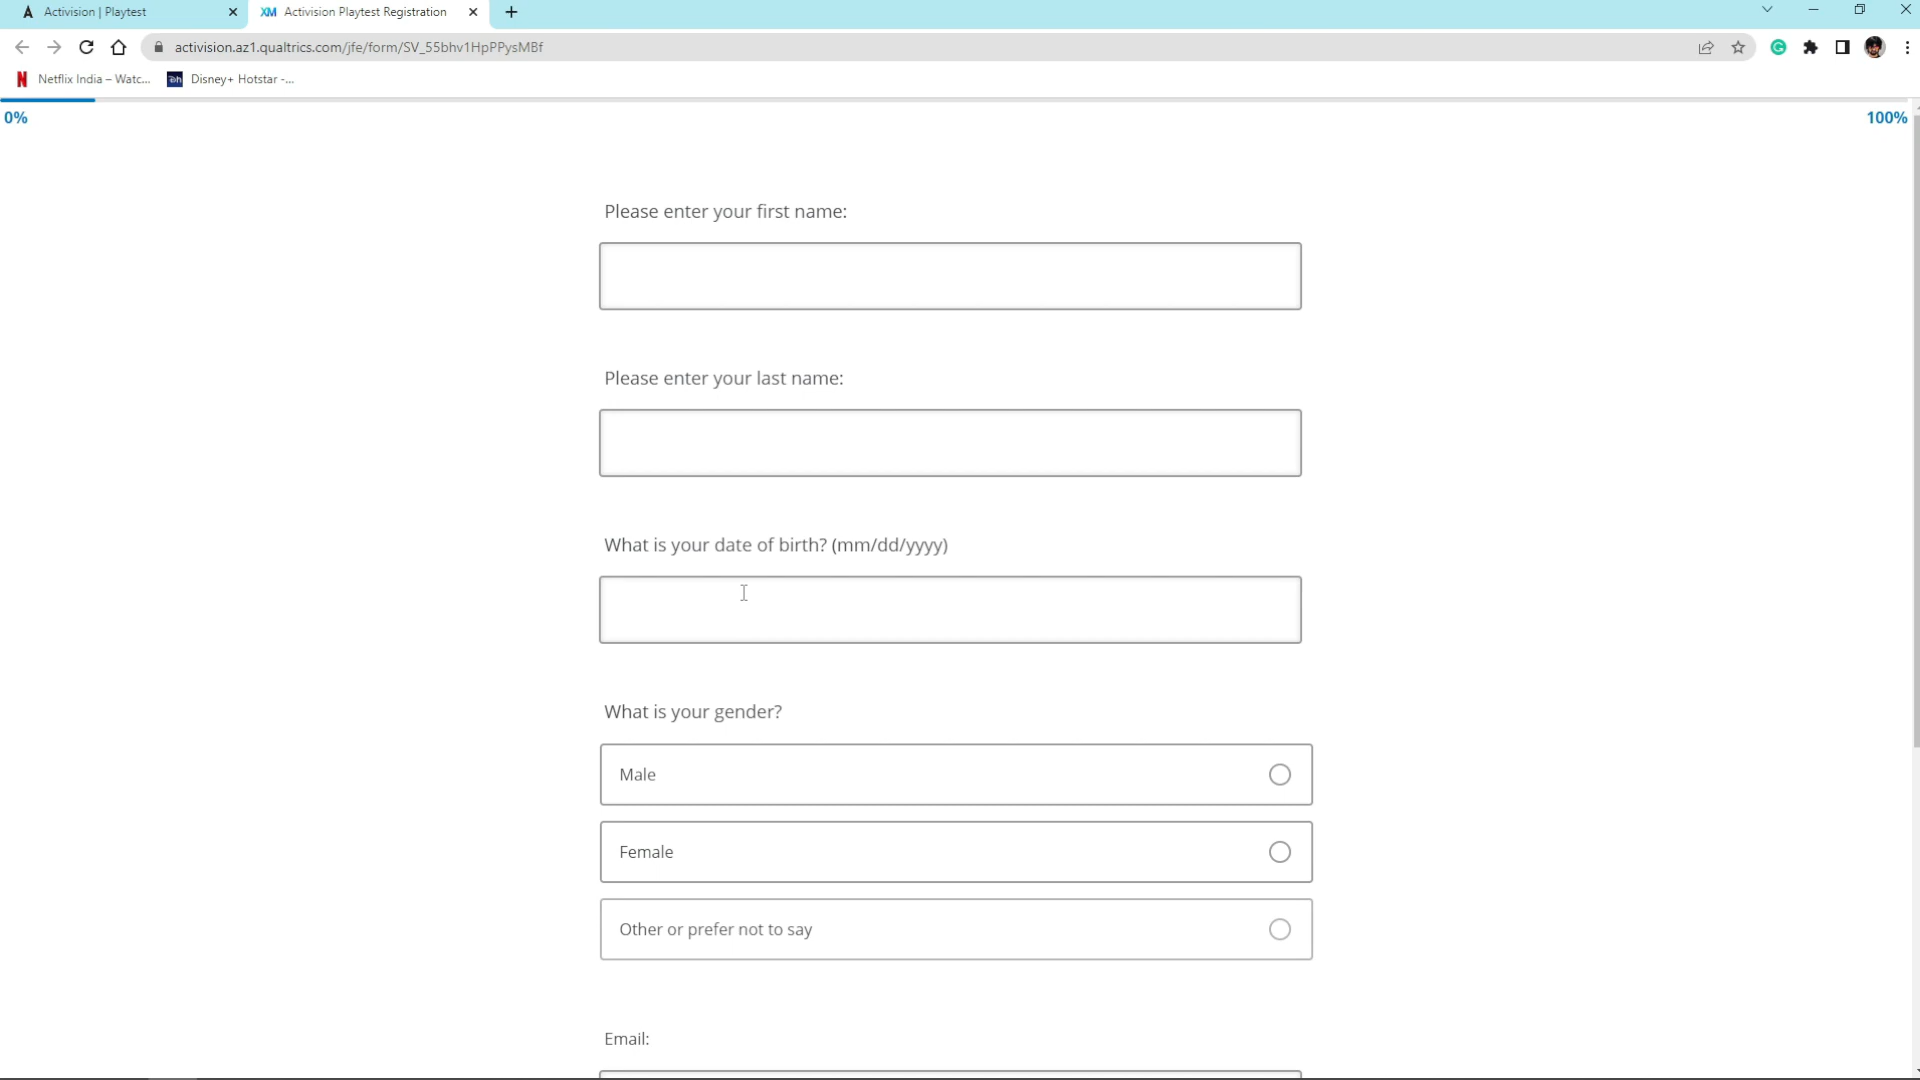 Activision | Playtest
XM Activision Playtest Registration
activision.az1.qualtrics.com/jfe/form/SV_55bhv1HpPPysMBf
Netflix India – Watc...
Disney+ Hotstar -...
0%
100%
Please enter your first name:
Please enter your last name:
What is your date of birth? (mm/dd/yyyy)
What is your gender?
Male
Female
Other or prefer not to say
Email: